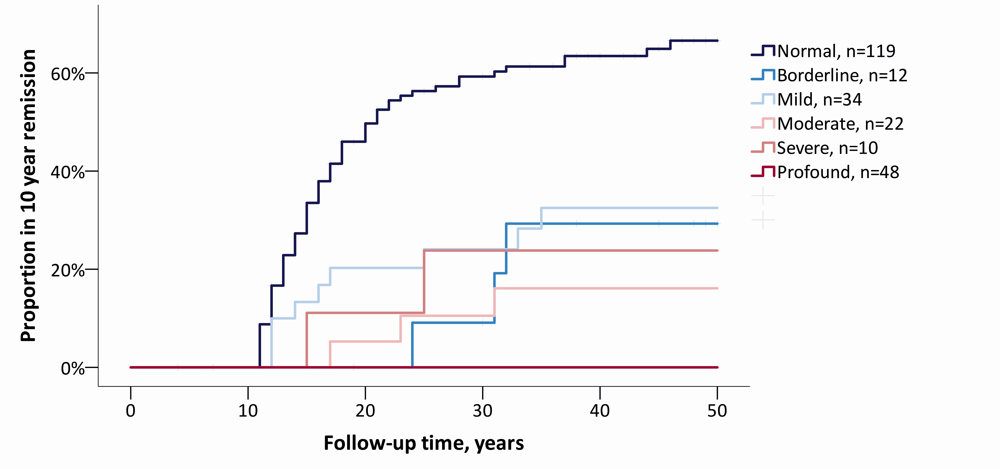 Proportion in 10 year remission
60%
40%
20%
0%
0 10 20 30 40 50
Follow-up time, years
Normal, n=119
Borderline, n=12
Mild, n=34
Moderate, n=22
Severe, n=10
Profound, n=48